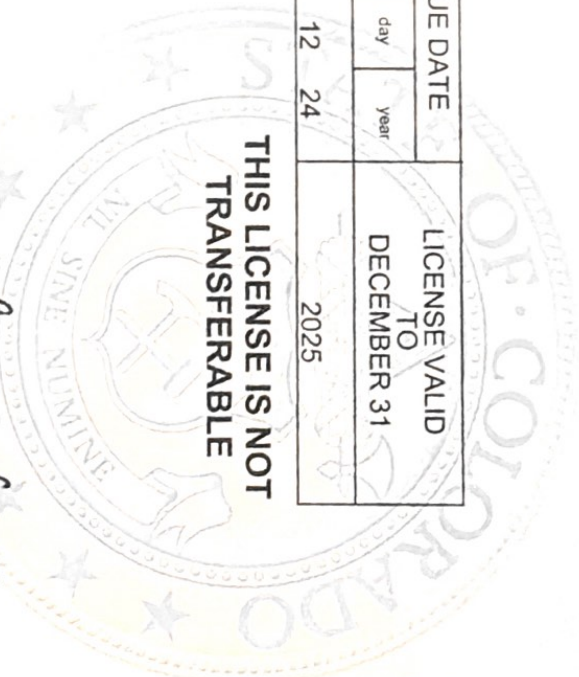 UE DATE
day year
12 24
LICENSE VALID
TO
DECEMBER 31
2025
THIS LICENSE IS NOT
TRANSFERABLE
OF · COLORADO
NIL SINE NUMINE